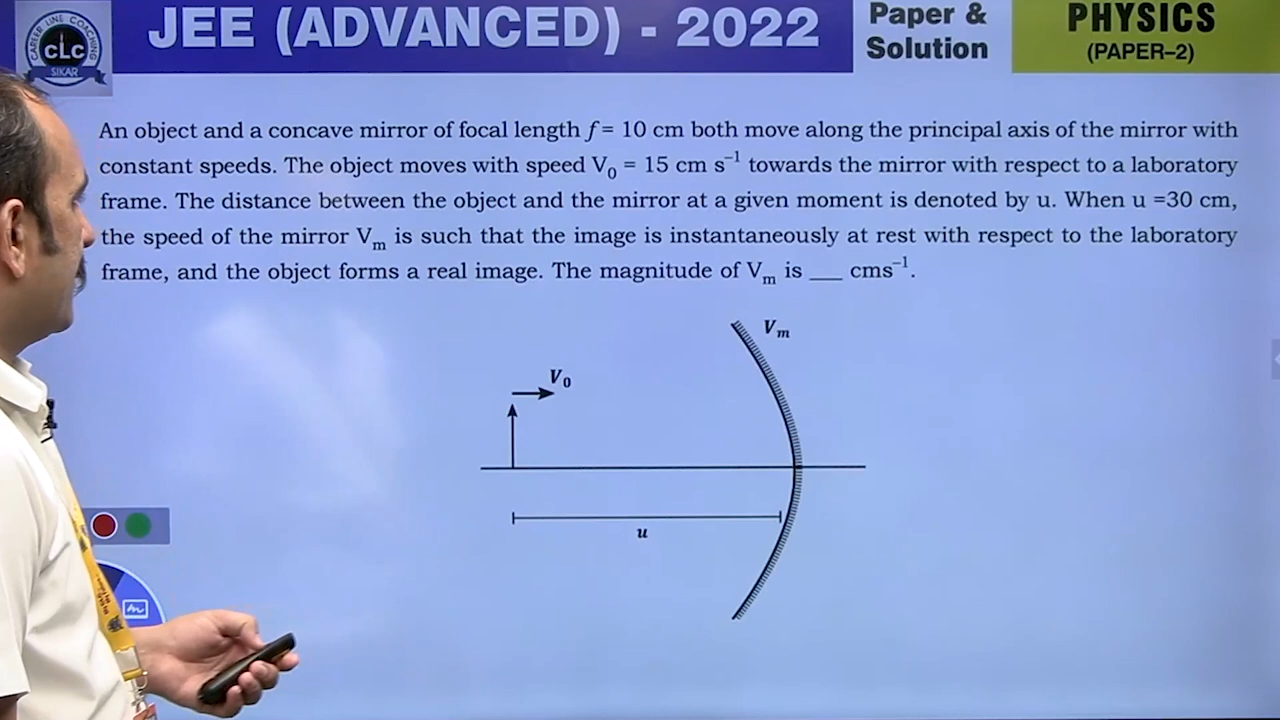 CAREER LINE COACHING
CLC
SIKAR
JEE (ADVANCED) - 2022
Paper &
Solution
PHYSICS
(PAPER–2)
An object and a concave mirror of focal length f = 10 cm both move along the principal axis of the mirror with
constant speeds. The object moves with speed V₀ = 15 cm s⁻¹ towards the mirror with respect to a laboratory
frame. The distance between the object and the mirror at a given moment is denoted by u. When u =30 cm,
the speed of the mirror Vₘ is such that the image is instantaneously at rest with respect to the laboratory
frame, and the object forms a real image. The magnitude of Vₘ is ___ cms⁻¹.
Vₘ
V₀
u